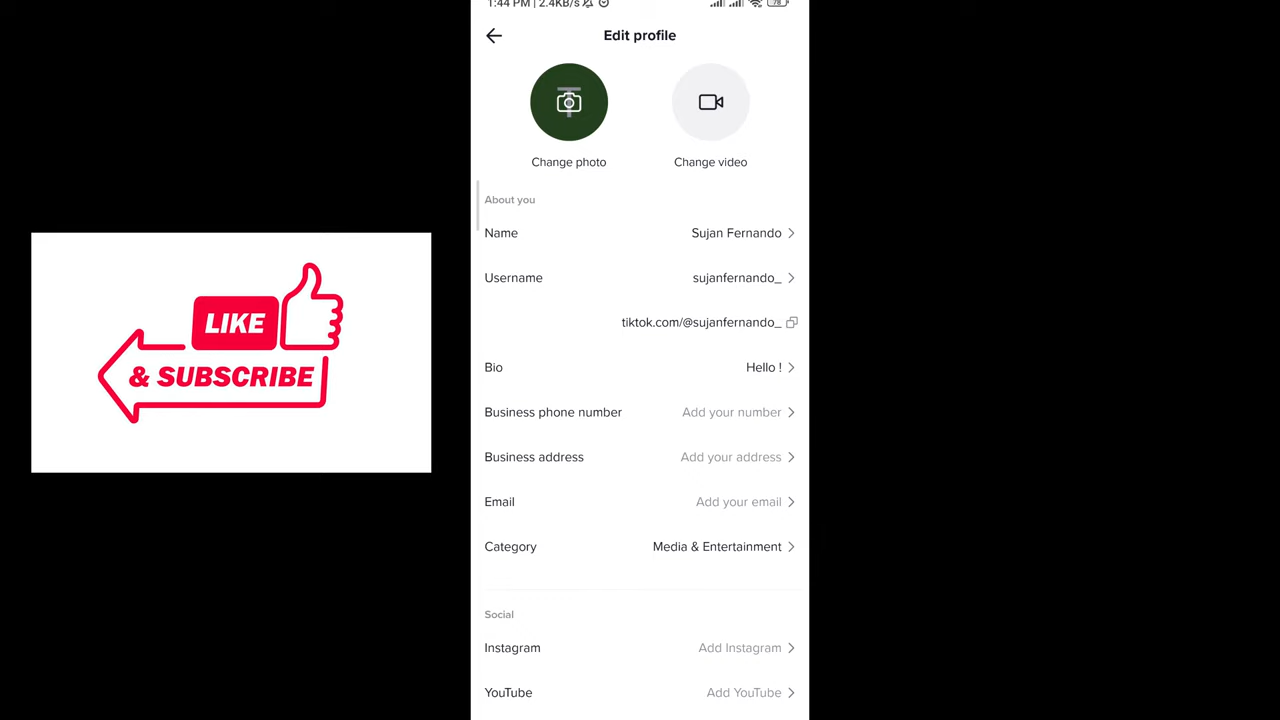 1:44 PM | 2.4KB/s
78
Edit profile
Change photo
Change video
About you
Name
Sujan Fernando
Username
sujanfernando_
tiktok.com/@sujanfernando_
Bio
Hello !
Business phone number
Add your number
Business address
Add your address
Email
Add your email
Category
Media & Entertainment
Social
Instagram
Add Instagram
YouTube
Add YouTube
LIKE
& SUBSCRIBE